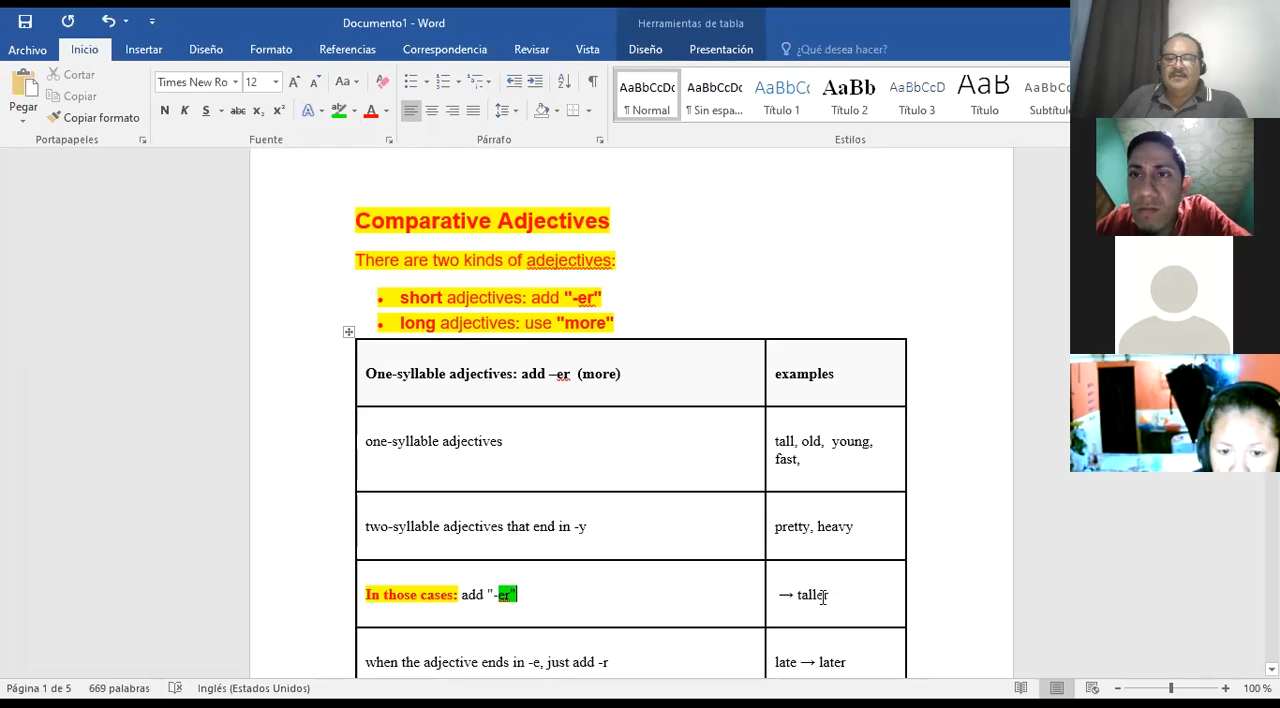 Documento1 - Word
Herramientas de tabla
Archivo Inicio Insertar Diseño Formato Referencias Correspondencia Revisar Vista Diseño Presentación ¿Qué desea hacer?
Pegar
Cortar
Copiar
Copiar formato
Times New Ro 12
AaBbCcDc AaBbCcDc AaBbCc AaBb AaBbCcD AaB AaBbCc
¶ Normal ¶ Sin espa... Título 1 Título 2 Título 3 Título Subtítulo
Portapapeles Fuente Párrafo Estilos
Comparative Adjectives
There are two kinds of adejectives:
• short adjectives: add "-er"
• long adjectives: use "more"
One-syllable adjectives: add –er (more) examples
one-syllable adjectives tall, old, young,
fast,
two-syllable adjectives that end in -y pretty, heavy
In those cases: add "-er" → taller
when the adjective ends in -e, just add -r late → later
Página 1 de 5 669 palabras Inglés (Estados Unidos) 100 %